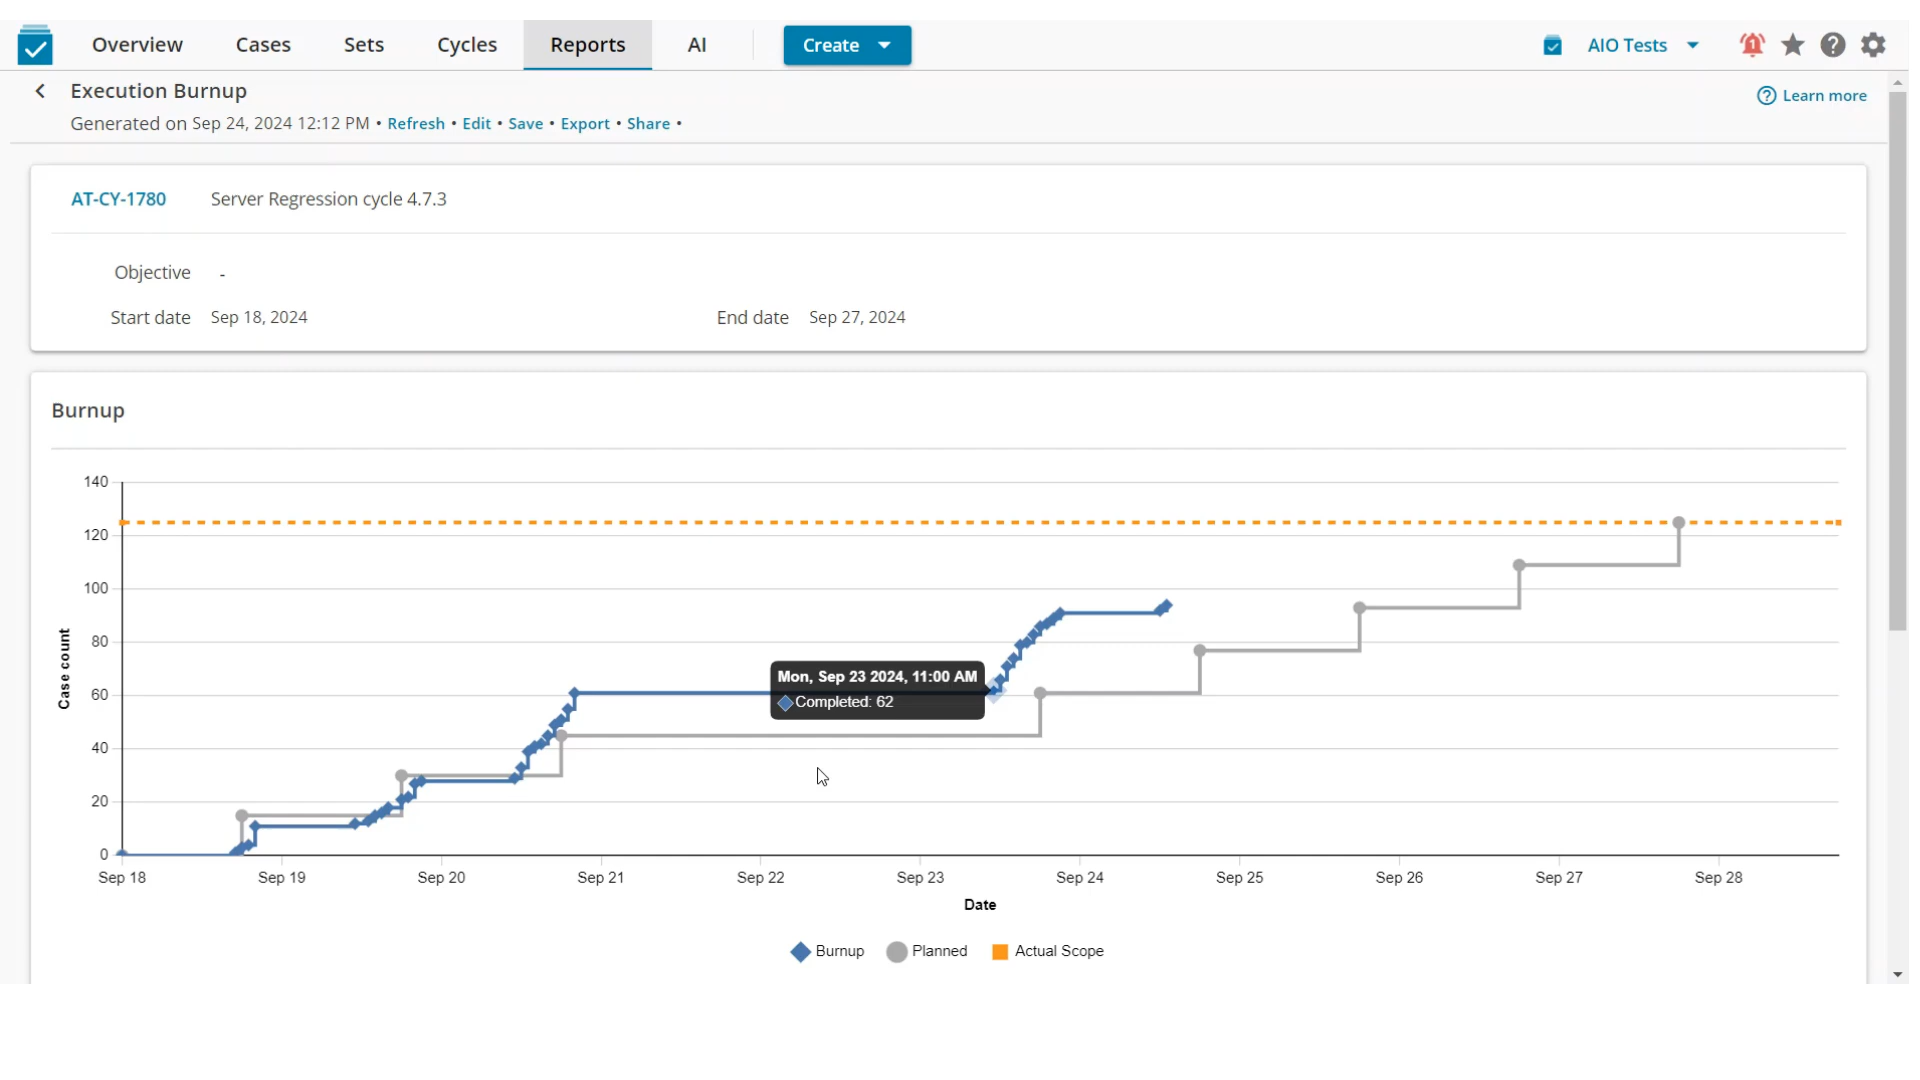 Overview Cases Sets Cycles Reports AI Create AIO Tests
Execution Burnup
Learn more
Generated on Sep 24, 2024 12:12 PM • Refresh • Edit • Save • Export • Share •
AT-CY-1780 Server Regression cycle 4.7.3
Objective -
Start date Sep 18, 2024 End date Sep 27, 2024
Burnup
140
120
100
80
60
40
20
0
Case count
Mon, Sep 23 2024, 11:00 AM
Completed: 62
Sep 18 Sep 19 Sep 20 Sep 21 Sep 22 Sep 23 Sep 24 Sep 25 Sep 26 Sep 27 Sep 28
Date
Burnup Planned Actual Scope